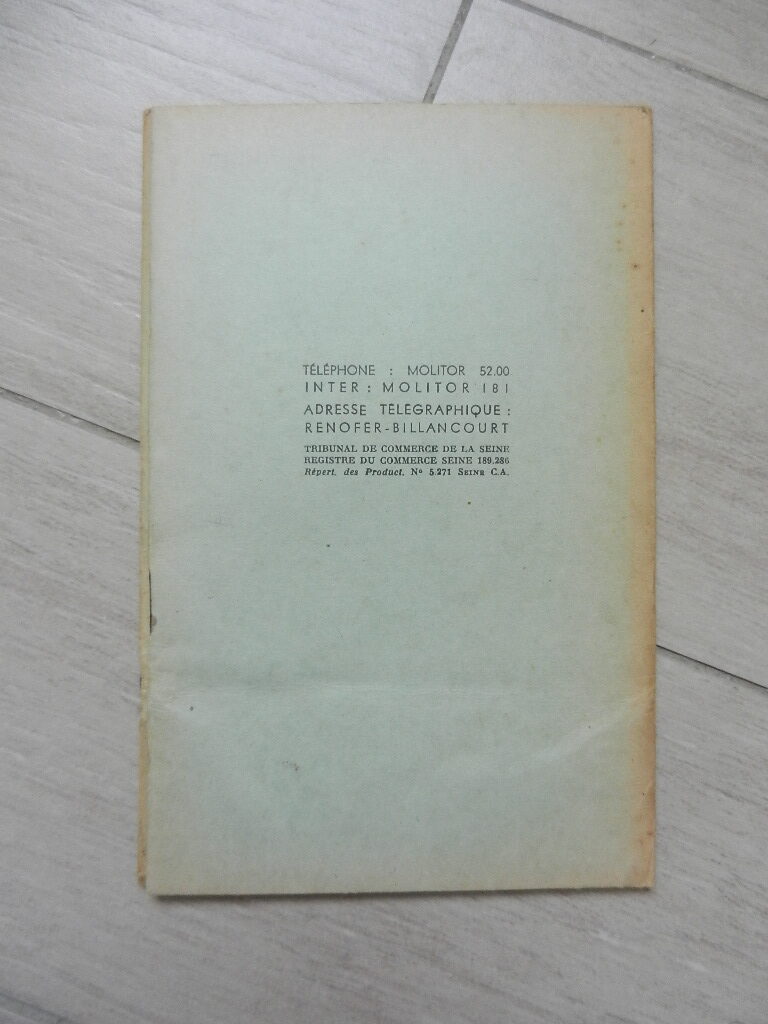 TÉLÉPHONE : MOLITOR 52.00
INTER : MOLITOR 181
ADRESSE TÉLÉGRAPHIQUE :
RENOFER-BILLANCOURT
TRIBUNAL DE COMMERCE DE LA SEINE
REGISTRE DU COMMERCE SEINE 189.286
Répert. des Product. Nº 5.271 SEINE C.A.